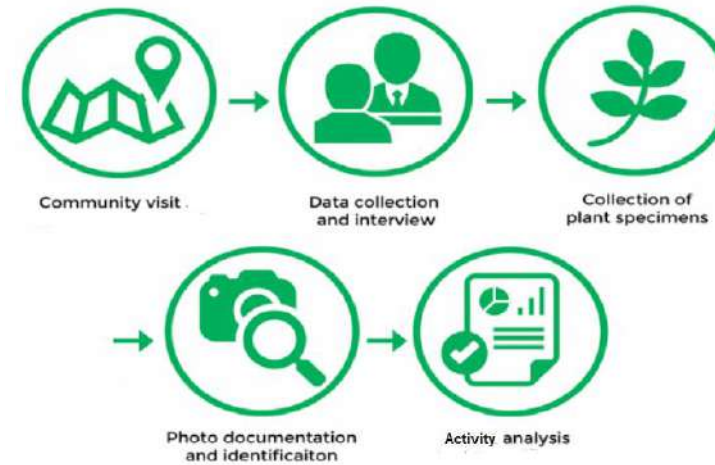 Community visit
Data collection
and interview
Collection of
plant specimens
Photo documentation
and identificaiton
Activity analysis